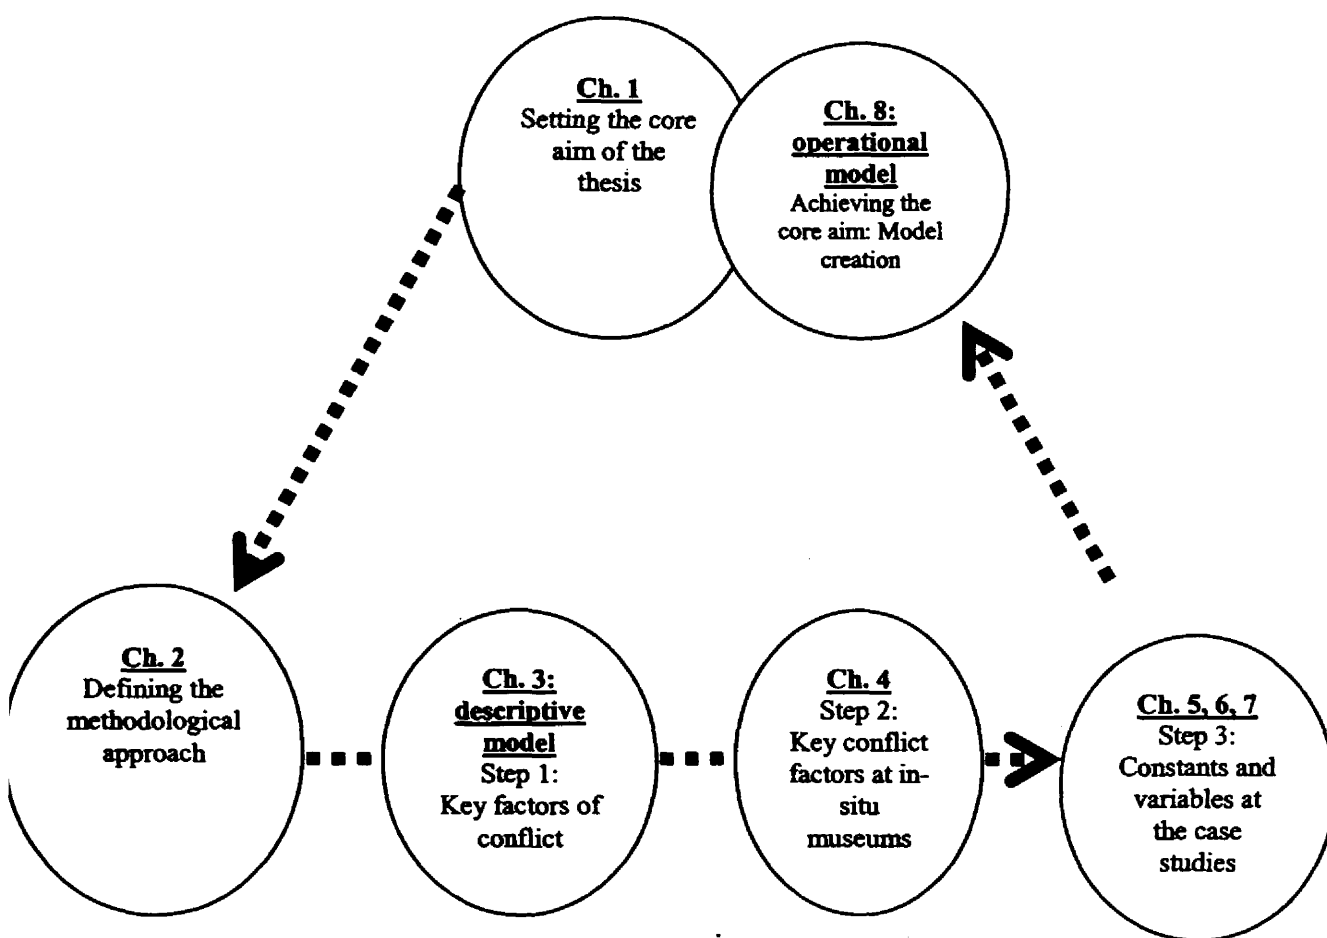 Ch. 1
Setting the core
aim of the
thesis
Ch. 8:
operational
model
Achieving the
core aim: Model
creation
Ch. 2
Defining the
methodological
approach
Ch. 3:
descriptive
model
Step 1:
Key factors of
conflict
Ch. 4
Step 2:
Key conflict
factors at in-
situ
museums
Ch. 5, 6, 7
Step 3:
Constants and
variables at
the case
studies